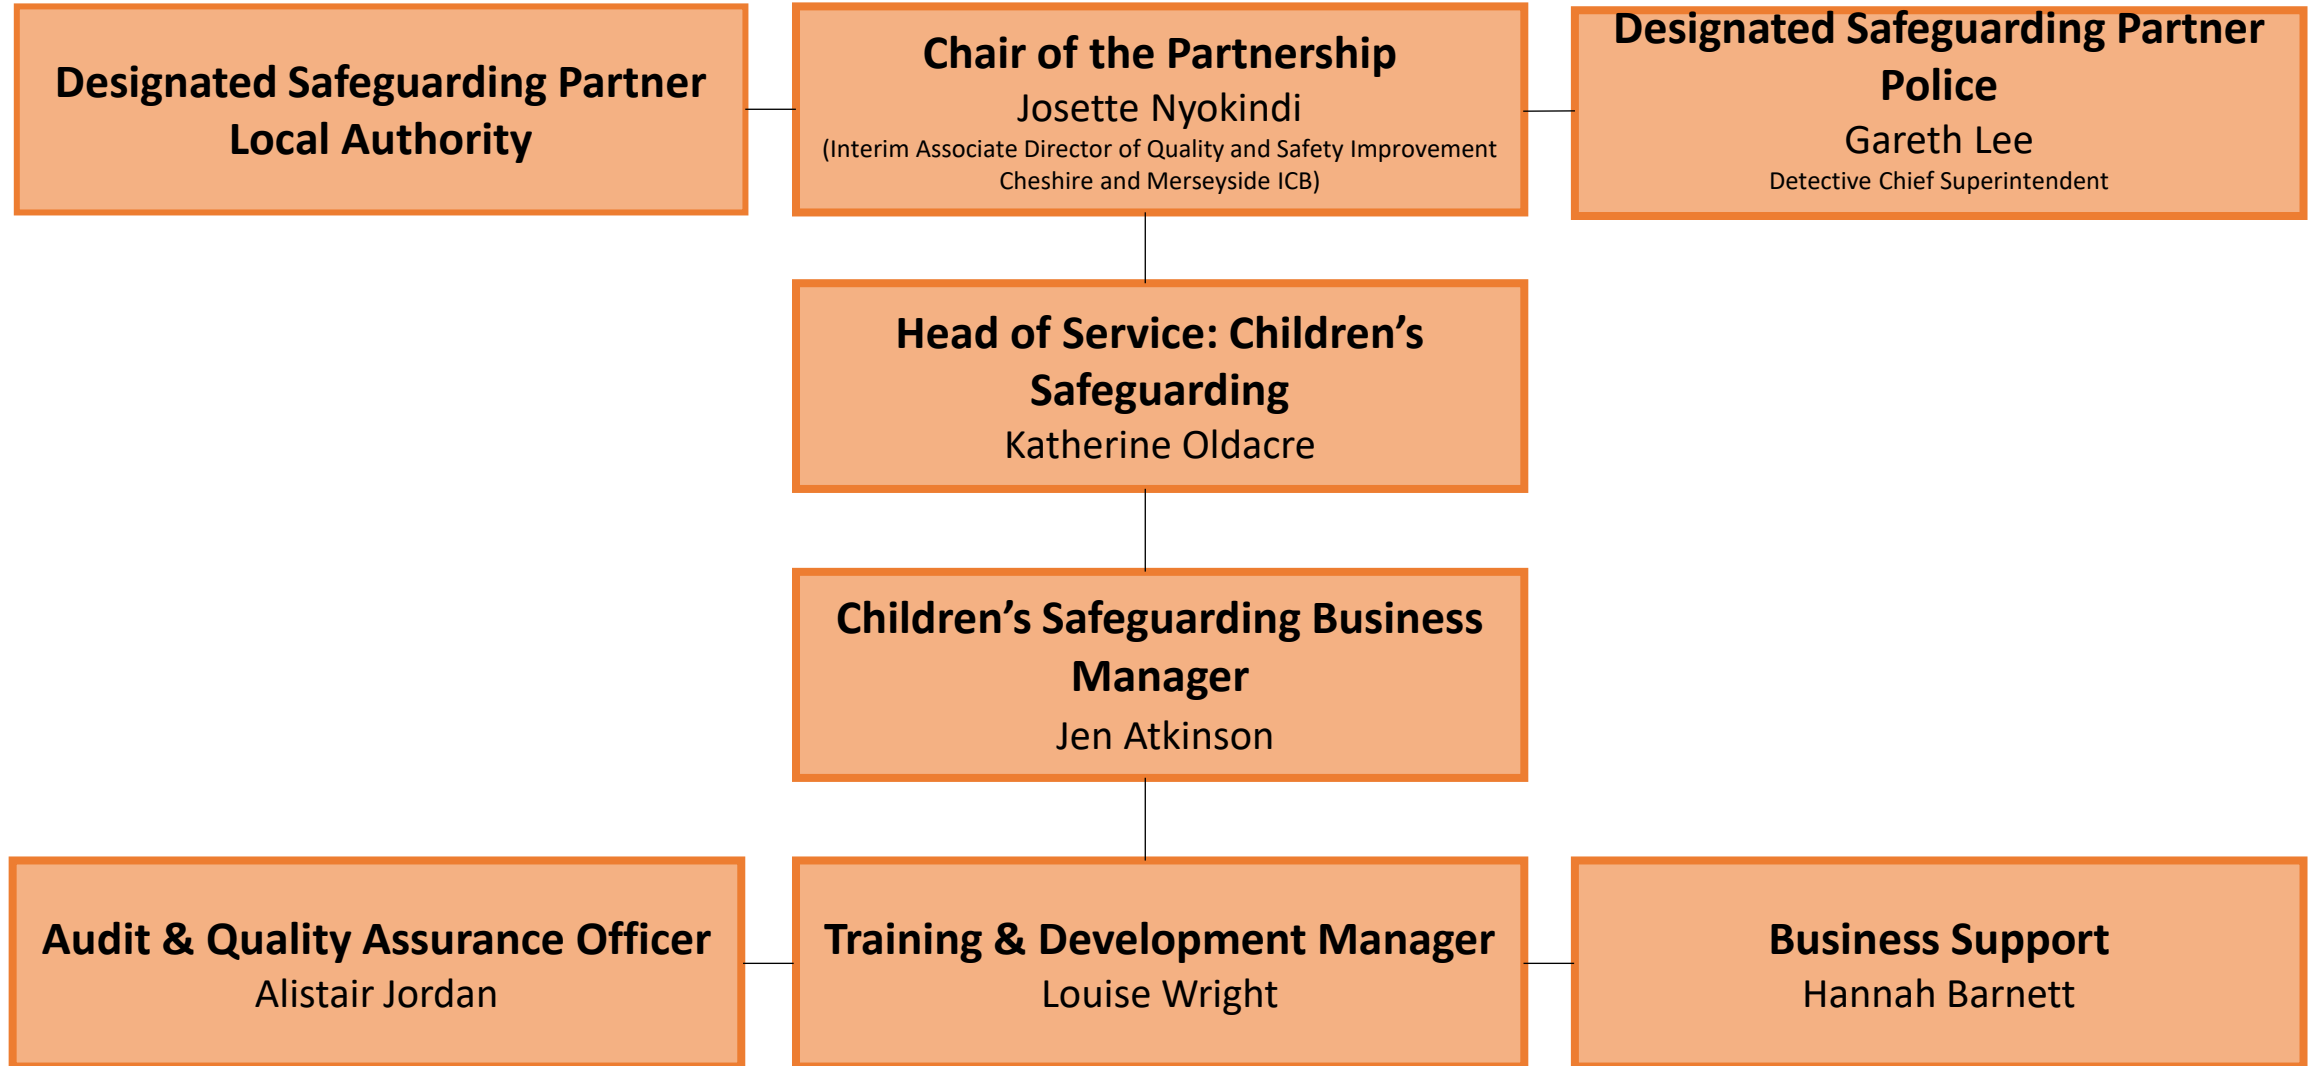 Designated Safeguarding Partner
Local Authority
Chair of the Partnership
Josette Nyokindi
(Interim Associate Director of Quality and Safety Improvement
Cheshire and Merseyside ICB)
Designated Safeguarding Partner
Police
Gareth Lee
Detective Chief Superintendent
Head of Service: Children’s
Safeguarding
Katherine Oldacre
Children’s Safeguarding Business
Manager
Jen Atkinson
Audit & Quality Assurance Officer
Alistair Jordan
Training & Development Manager
Louise Wright
Business Support
Hannah Barnett